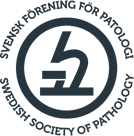 SVENSK FÖRENING FÖR PATOLOGI
SWEDISH SOCIETY OF PATHOLOGY